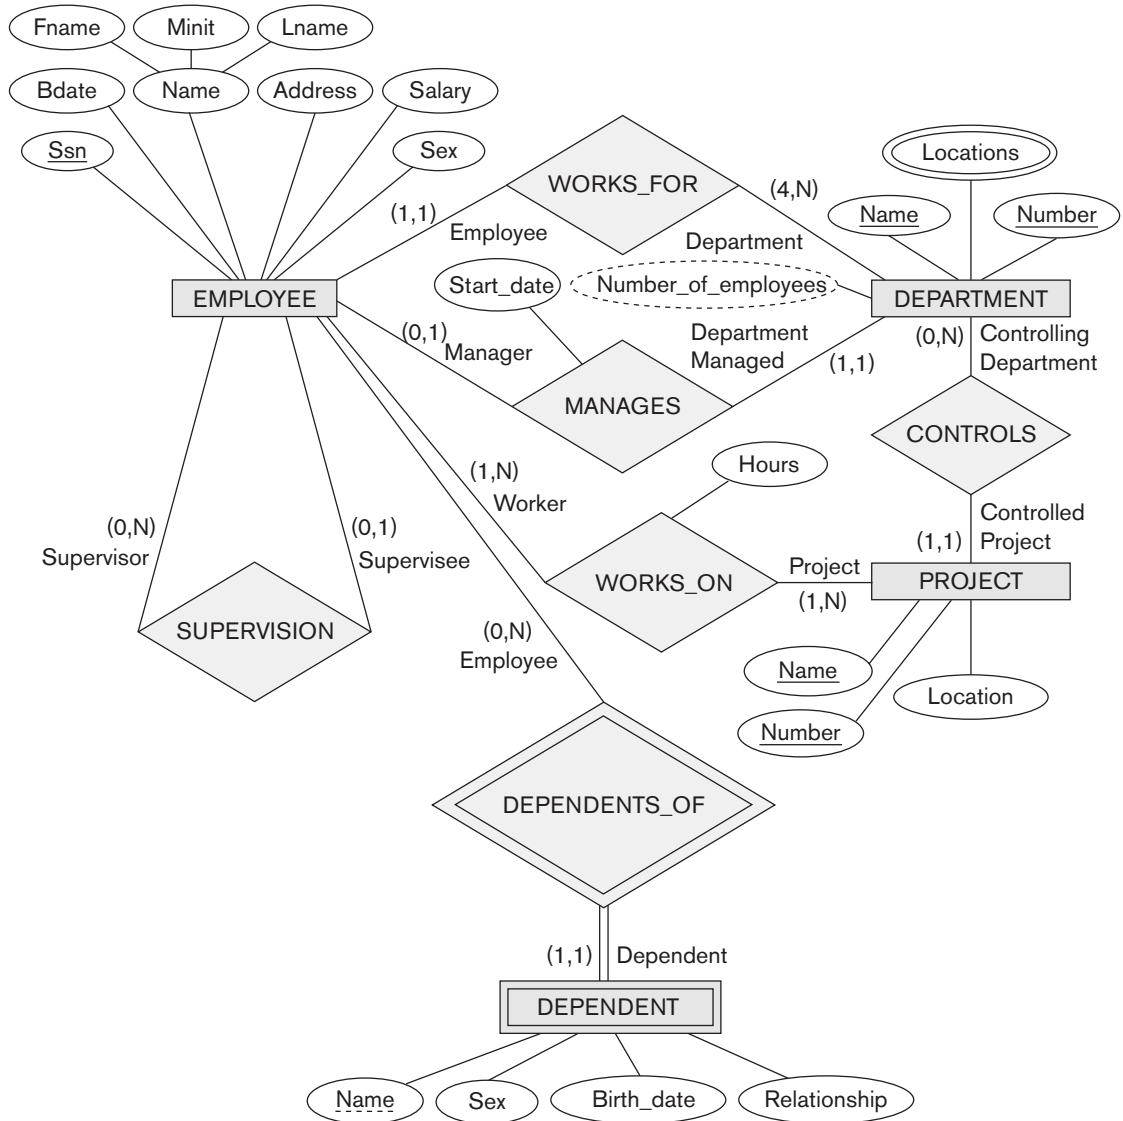 Fname
Minit
Lname
Bdate
Name
Address
Salary
Ssn
Sex
WORKS_FOR
Locations
Name
Number
(1,1)
Employee
(4,N)
Department
Start_date
Number_of_employees
EMPLOYEE
DEPARTMENT
(0,1)
Manager
Department
Managed
(1,1)
(0,N)
Controlling
Department
MANAGES
CONTROLS
Hours
(1,N)
Worker
(0,N)
Supervisor
(0,1)
Supervisee
Controlled
Project
(1,1)
WORKS_ON
Project
(1,N)
PROJECT
SUPERVISION
(0,N)
Employee
Name
Number
Location
DEPENDENTS_OF
(1,1)
Dependent
DEPENDENT
Name
Sex
Birth_date
Relationship